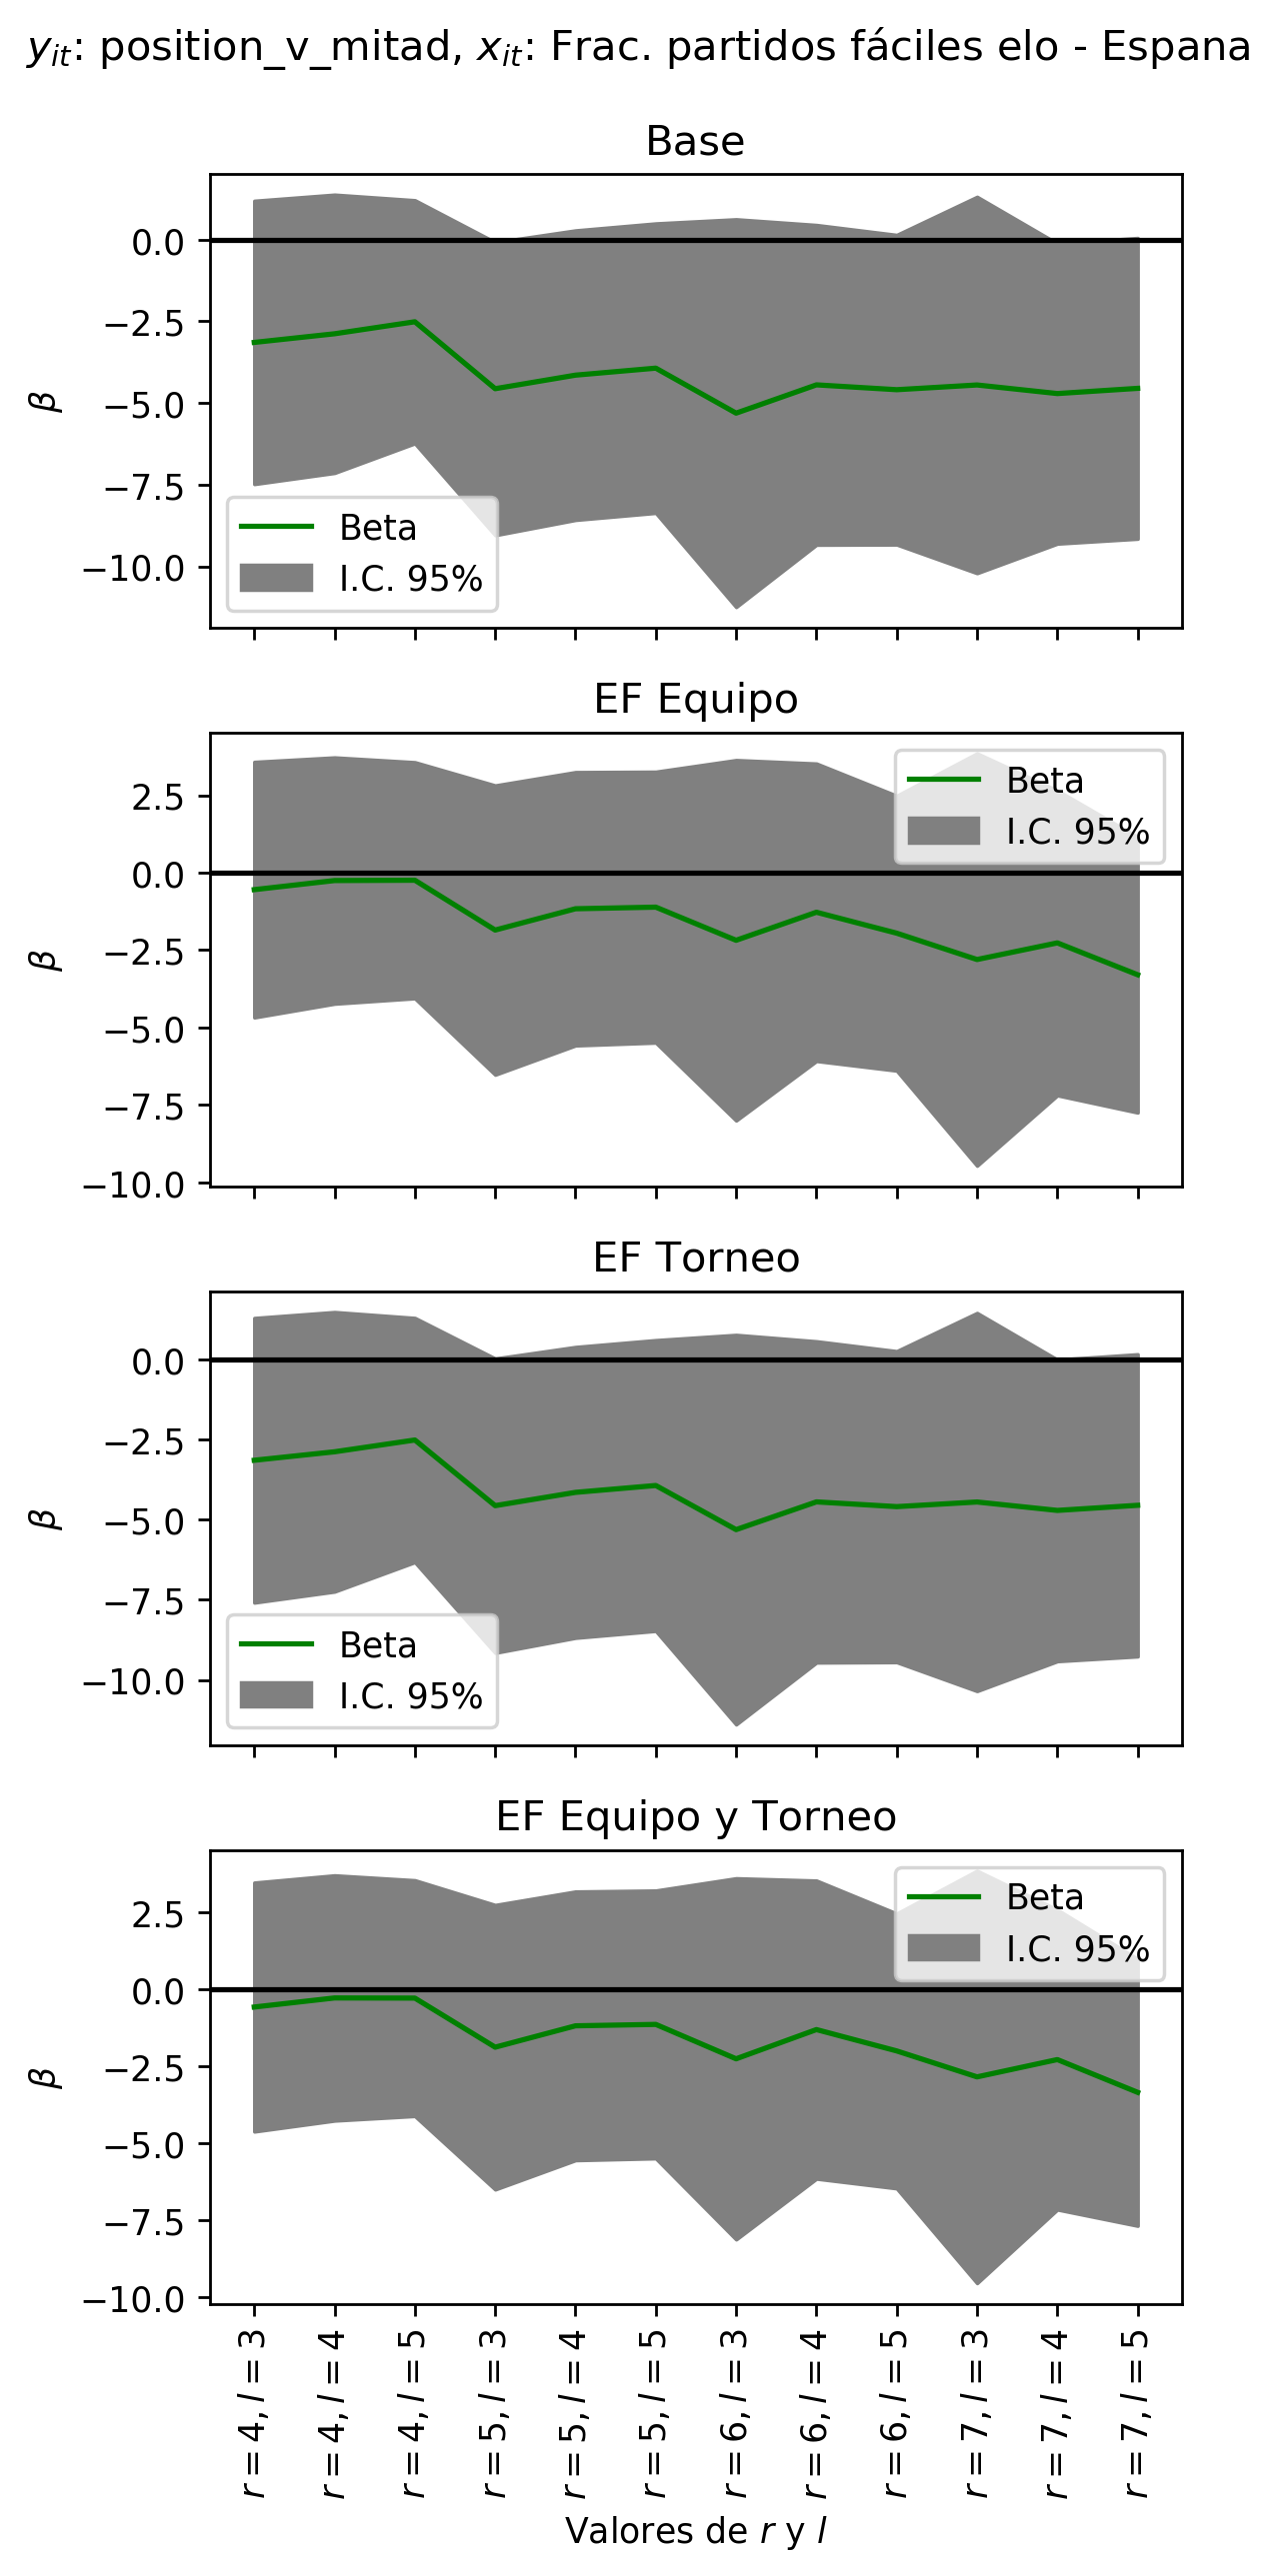 y_it: position_v_mitad, x_it: Frac. partidos fáciles elo - Espana
Base
0.0
−2.5
−5.0
−7.5
−10.0
β
Beta
I.C. 95%
EF Equipo
2.5
0.0
−2.5
−5.0
−7.5
−10.0
β
Beta
I.C. 95%
EF Torneo
0.0
−2.5
−5.0
−7.5
−10.0
β
Beta
I.C. 95%
EF Equipo y Torneo
2.5
0.0
−2.5
−5.0
−7.5
−10.0
β
Beta
I.C. 95%
r = 4, l = 3
r = 4, l = 4
r = 4, l = 5
r = 5, l = 3
r = 5, l = 4
r = 5, l = 5
r = 6, l = 3
r = 6, l = 4
r = 6, l = 5
r = 7, l = 3
r = 7, l = 4
r = 7, l = 5
Valores de r y l